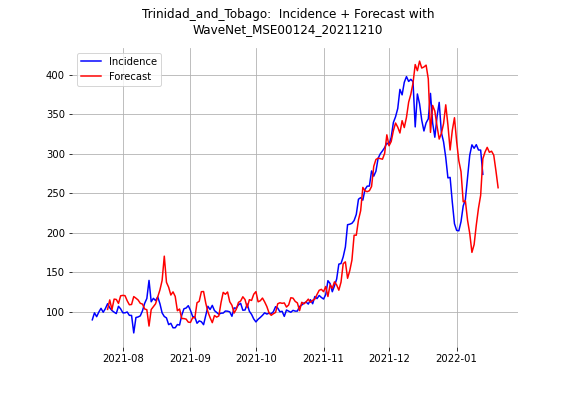 Trinidad_and_Tobago:  Incidence + Forecast with
WaveNet_MSE00124_20211210
Incidence
Forecast
400
350
300
250
200
150
100
2021-08 2021-09 2021-10 2021-11 2021-12 2022-01